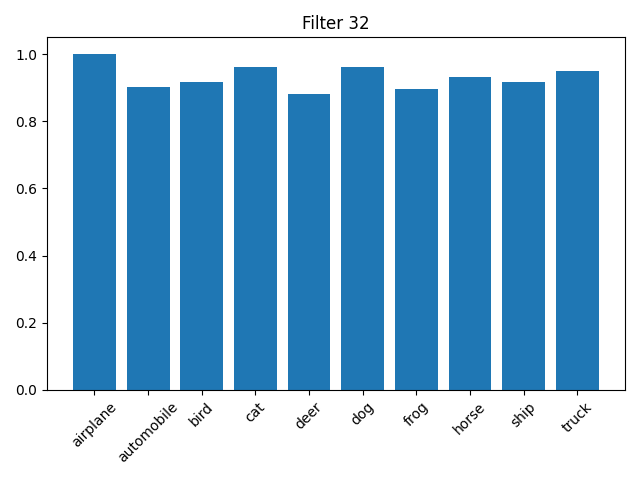 Filter 32
1.0
0.8
0.6
0.4
0.2
0.0
airplane
automobile
bird
cat
deer
dog
frog
horse
ship
truck